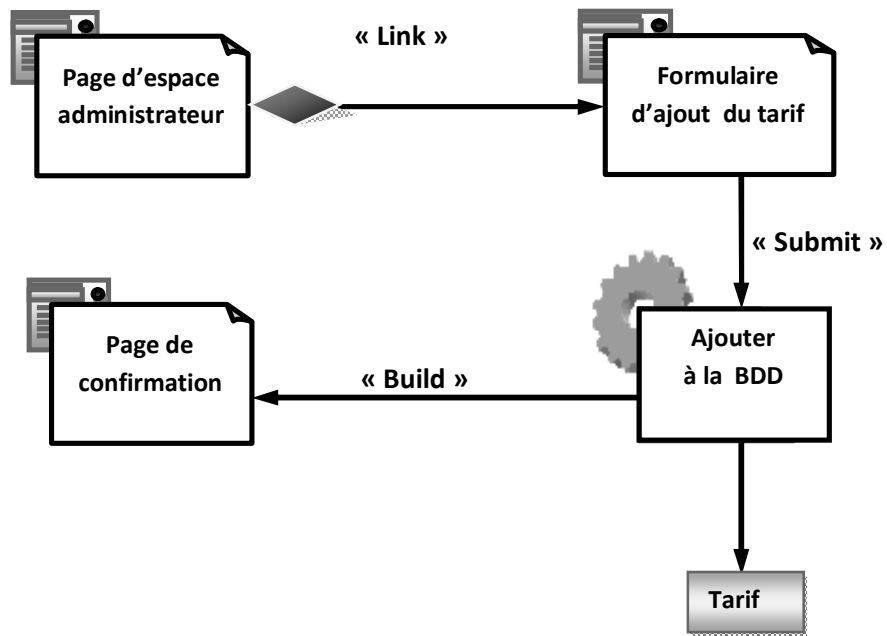 « Link »
Page d’espace
administrateur
Formulaire
d’ajout du tarif
« Submit »
Ajouter
à la BDD
« Build »
Page de
confirmation
Tarif